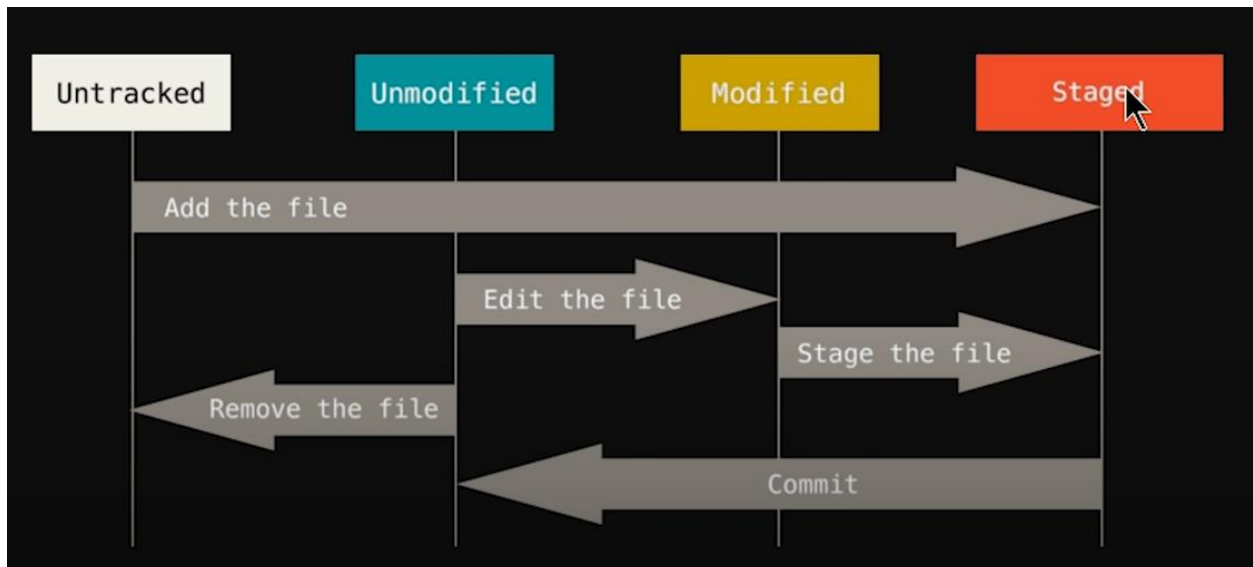 Untracked
Unmodified
Modified
Staged
Add the file
Edit the file
Stage the file
Remove the file
Commit